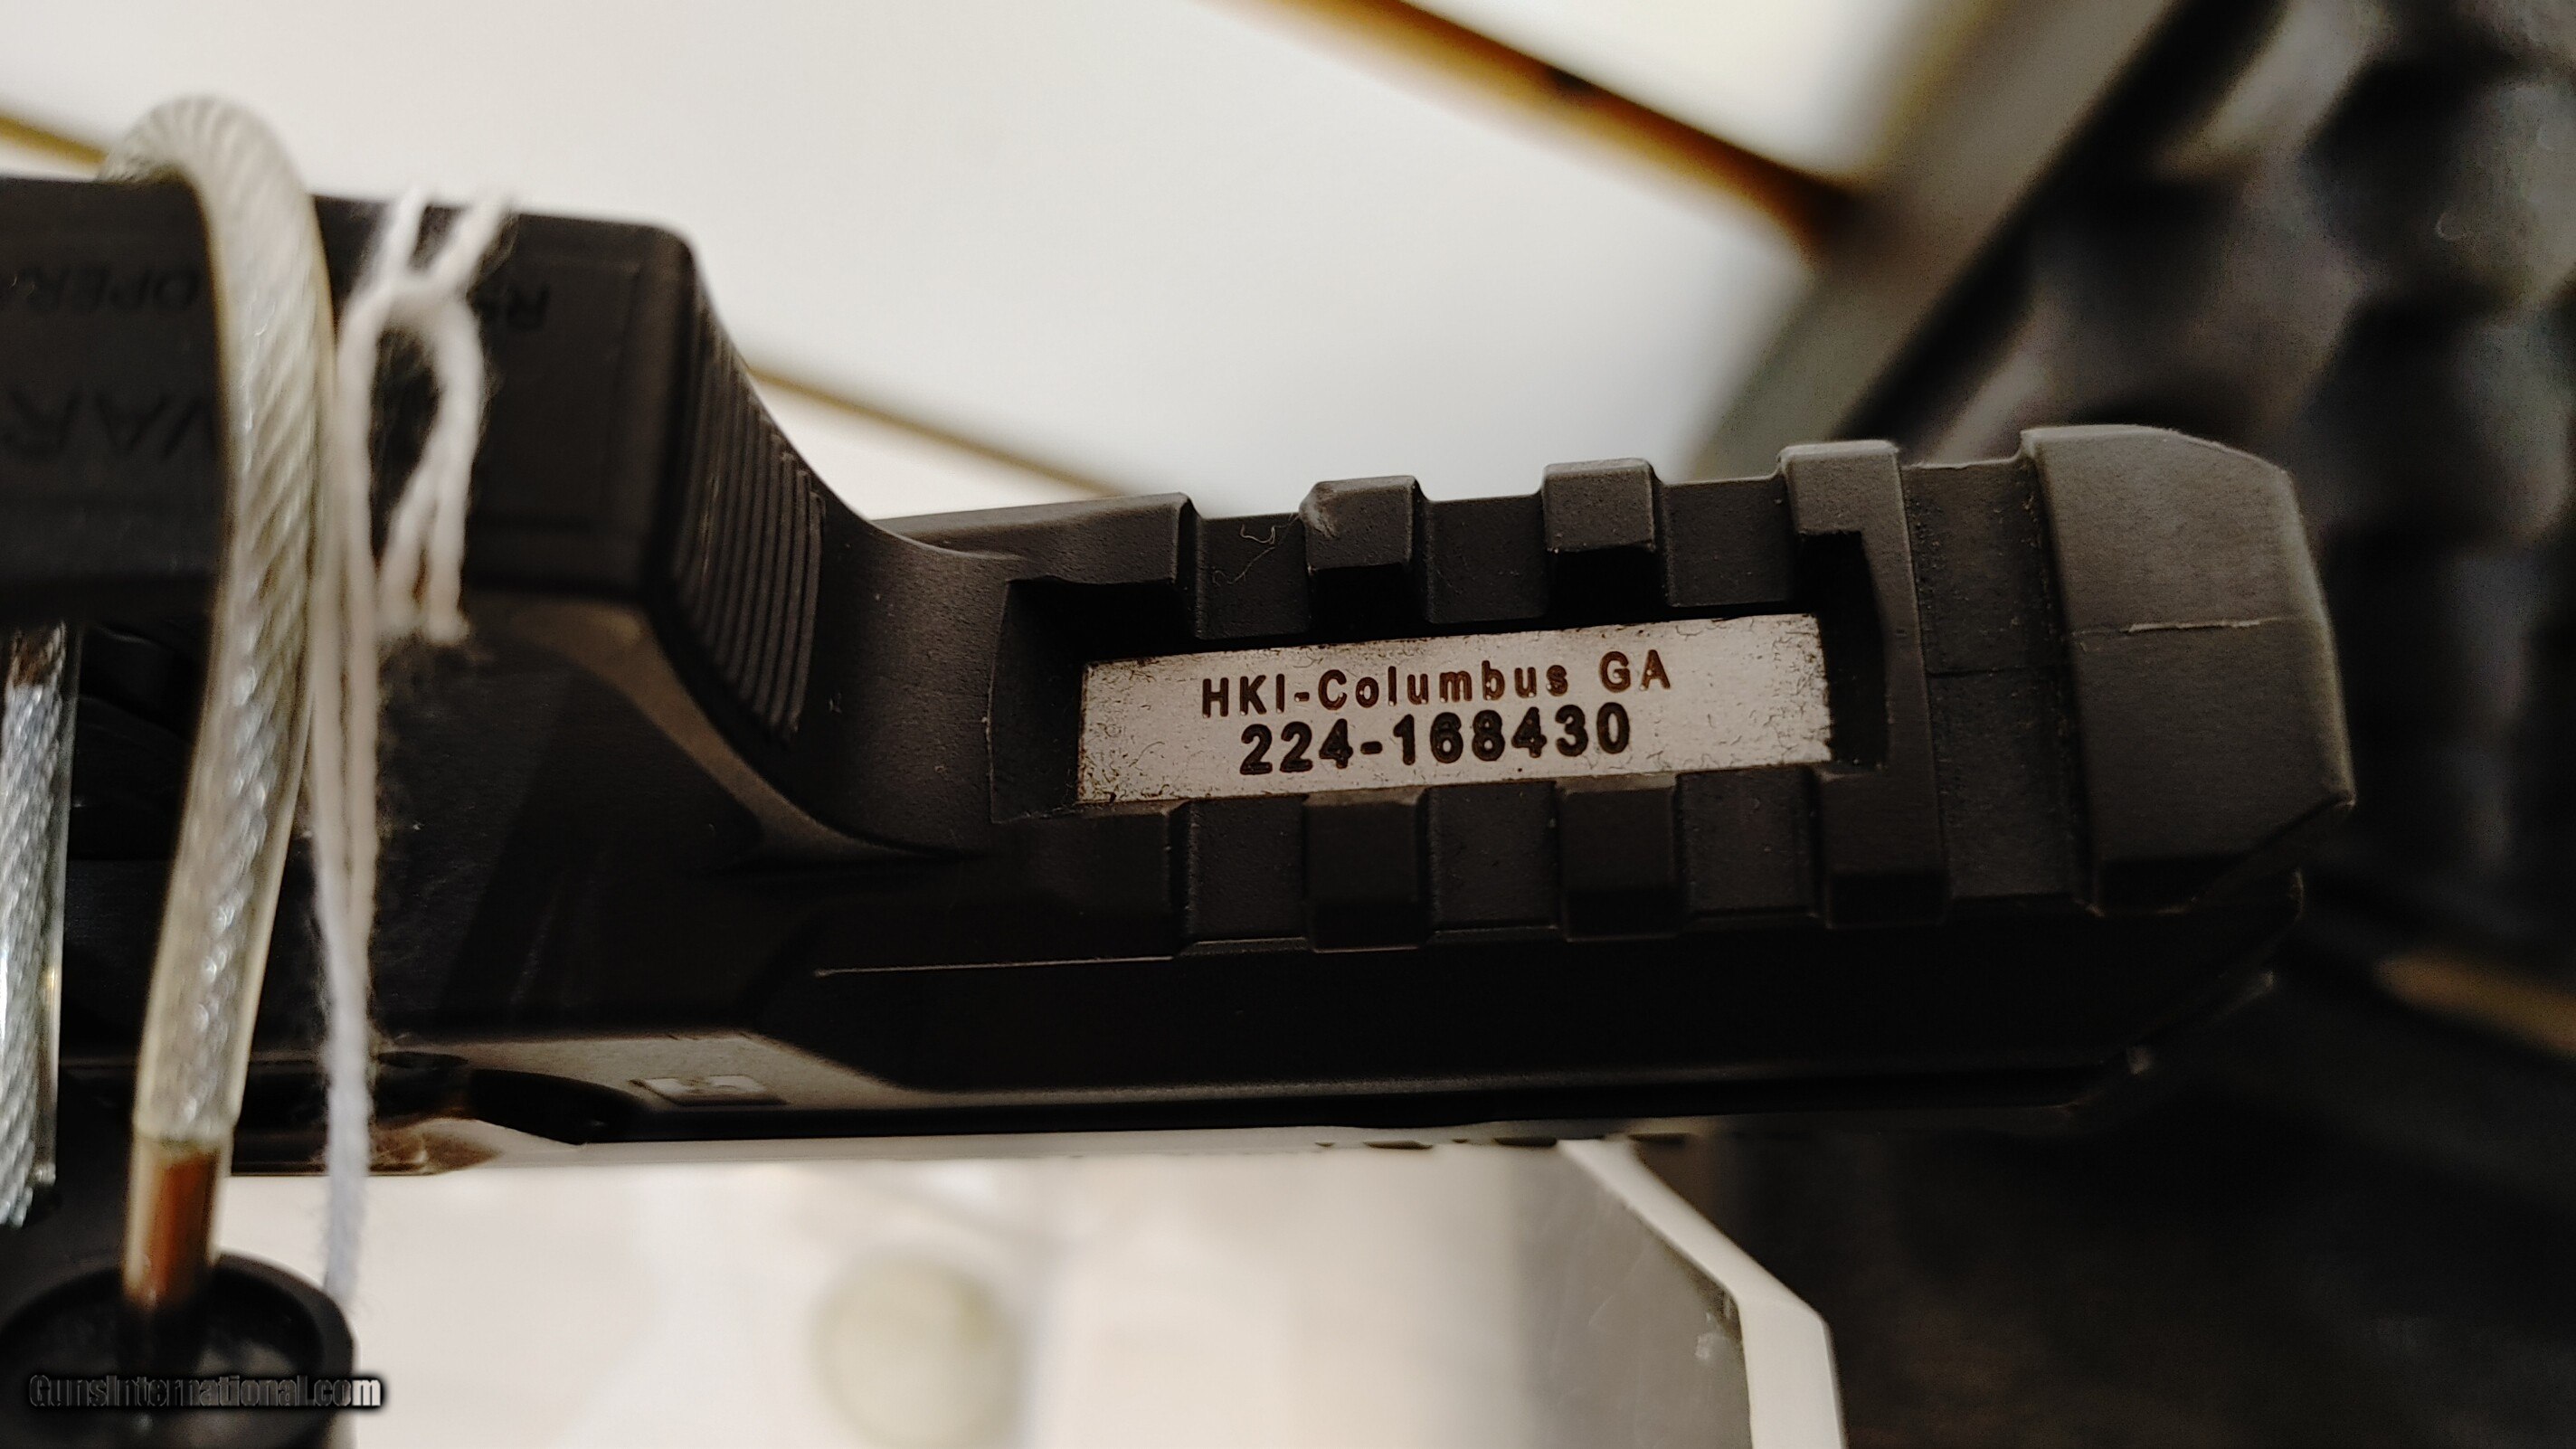 HKI-Columbus GA
224-168430
GunsInternational.com